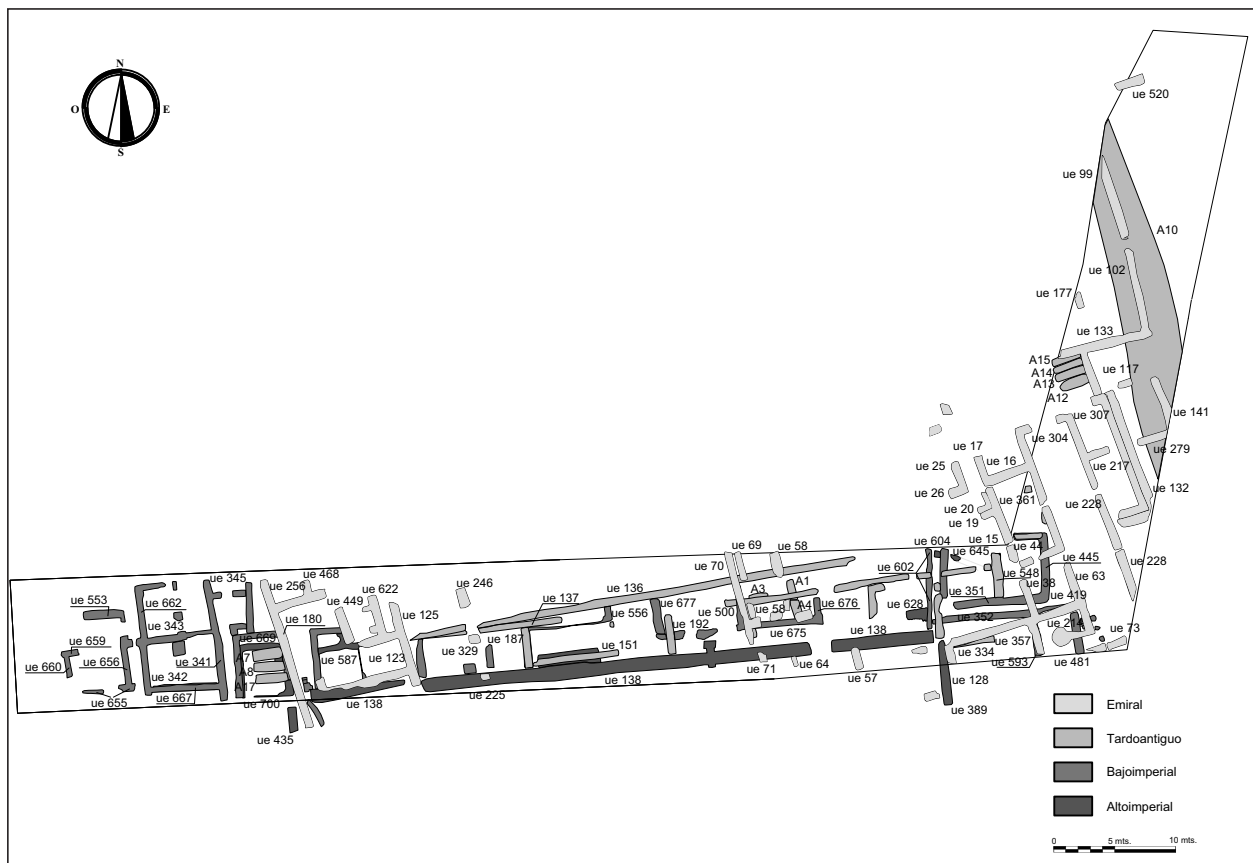 N
O
E
S
ue 520
ue 99
A10
ue 102
ue 177
ue 133
A15
A14
A13
A12
ue 117
ue 307
ue 141
ue 304
ue 279
ue 17
ue 16
ue 25
ue 217
ue 26
ue 361
ue 132
ue 20
ue 228
ue 19
ue 15
ue 604
ue 645
ue 44
ue 445
ue 69
ue 58
ue 70
ue 602
ue 548
ue 63
ue 228
ue 38
ue 345
ue 468
ue 256
ue 622
ue 246
ue 136
A1
A3
ue 351
ue 419
ue 553
ue 662
ue 449
ue 125
ue 137
ue 556
ue 677
ue 500
ue 58
A4
ue 676
ue 628
ue 352
ue 214
ue 343
ue 180
ue 192
ue 73
ue 669
ue 187
ue 675
ue 138
ue 357
ue 659
ue 656
ue 341
A7
ue 587
ue 123
ue 329
ue 151
ue 334
ue 593
ue 660
ue 342
A8
ue 71
ue 64
ue 57
ue 481
A17
ue 128
ue 655
ue 667
ue 700
ue 138
ue 225
ue 138
ue 389
ue 435
Emiral
Tardoantiguo
Bajoimperial
Altoimperial
0 5 mts. 10 mts.